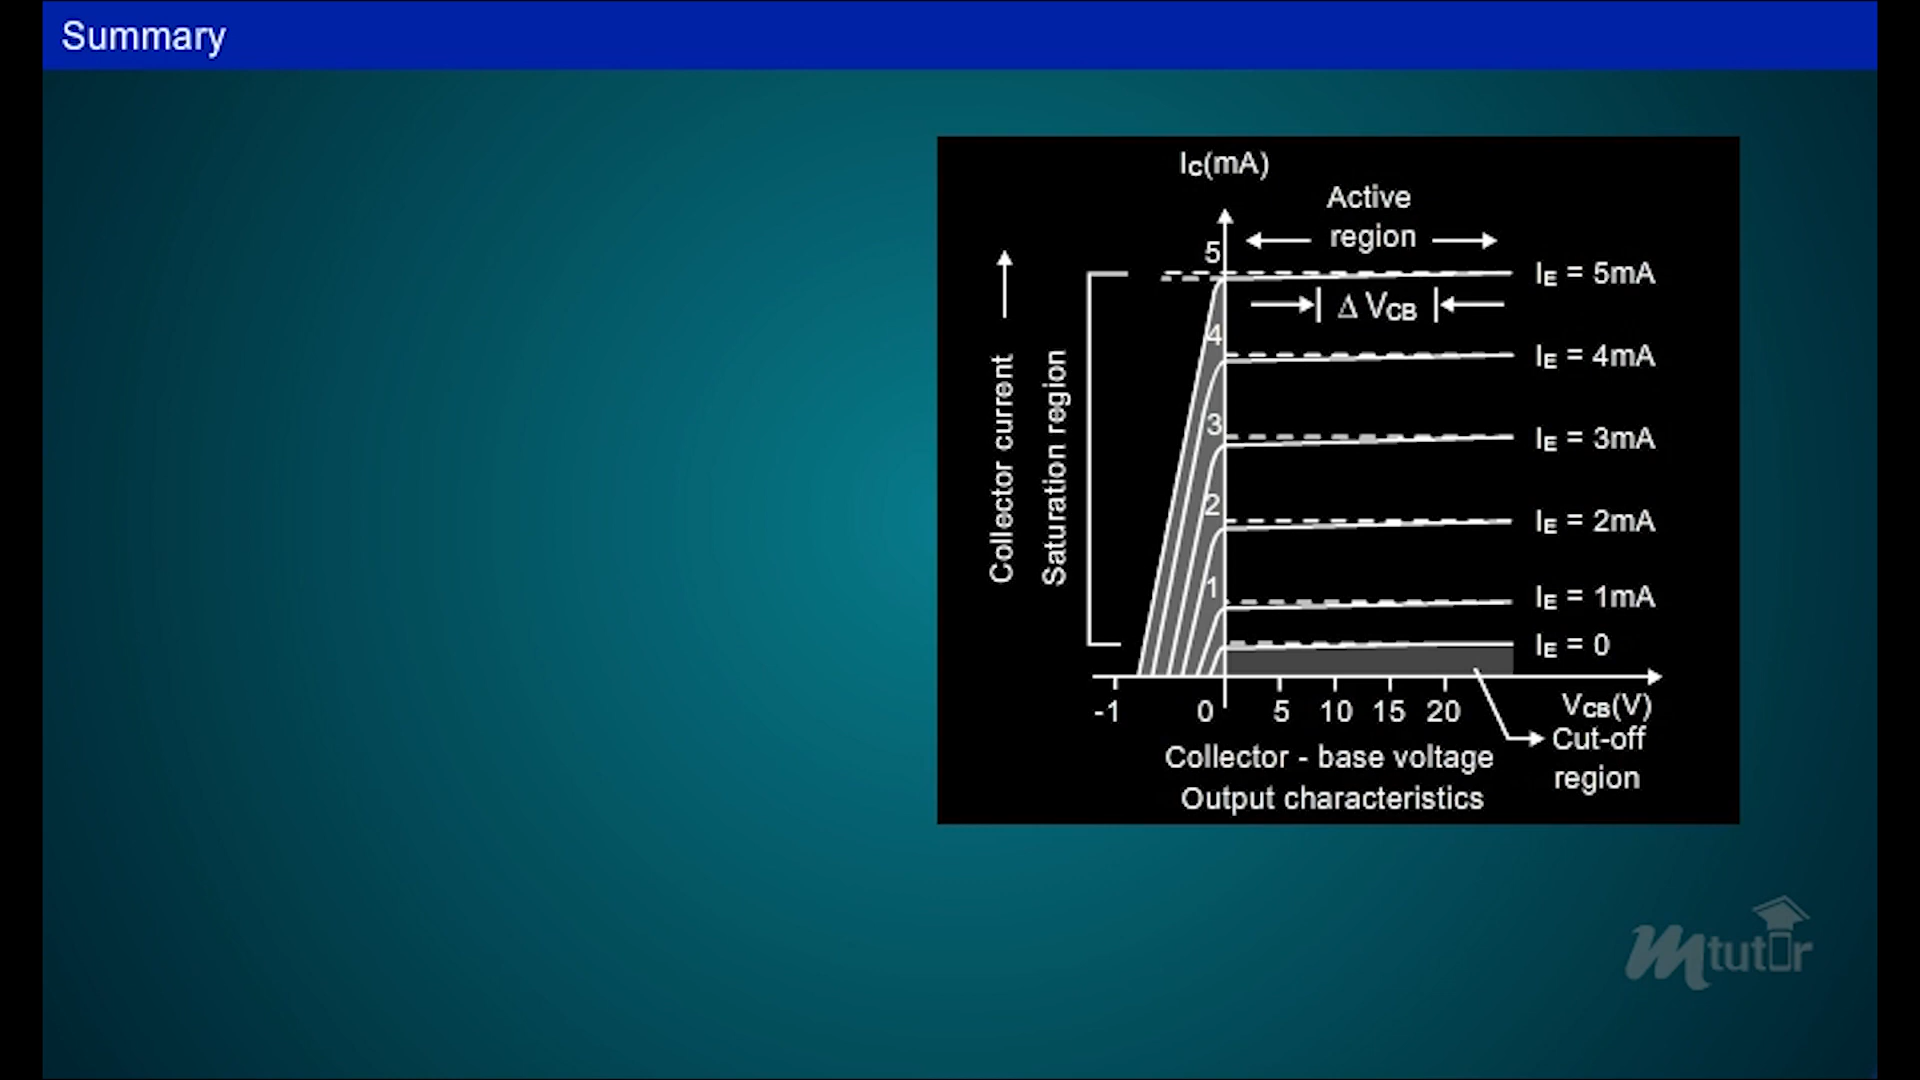 Summary
IC(mA)
Active
region
5
IE = 5mA
Δ VCB
4
IE = 4mA
Collector current
Saturation region
3
IE = 3mA
2
IE = 2mA
1
IE = 1mA
IE = 0
-1 0 5 10 15 20
VCB(V)
Cut-off
region
Collector - base voltage
Output characteristics
Mtutor